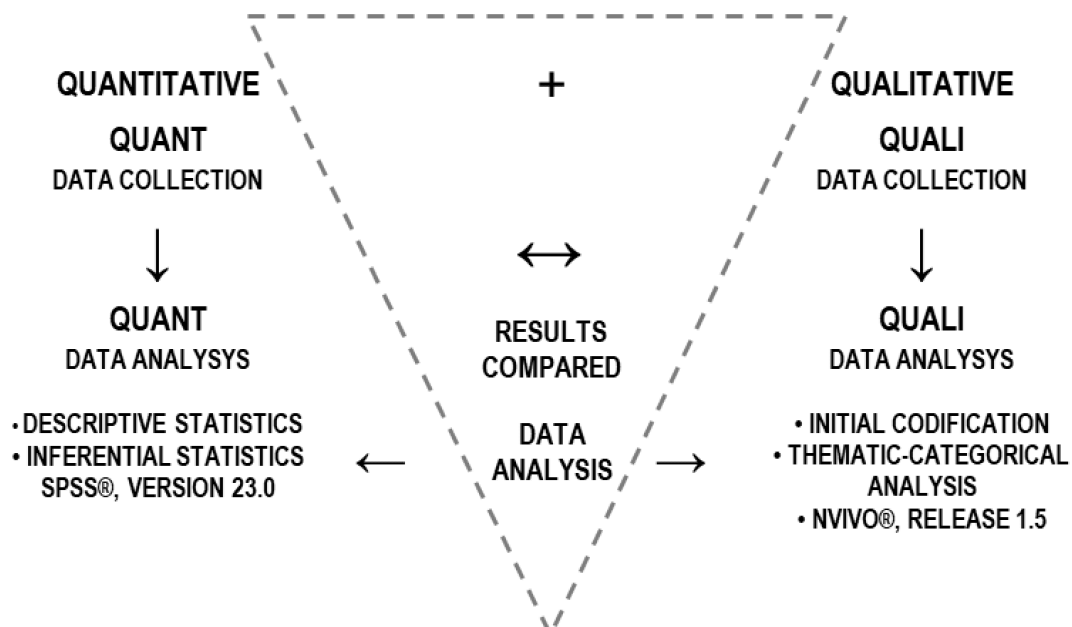 QUANTITATIVE
QUANT
DATA COLLECTION
↓
QUANT
DATA ANALYSYS
• DESCRIPTIVE STATISTICS
• INFERENTIAL STATISTICS
SPSS®, VERSION 23.0
+
↔
RESULTS
COMPARED
DATA
ANALYSIS
← →
QUALITATIVE
QUALI
DATA COLLECTION
↓
QUALI
DATA ANALYSYS
• INITIAL CODIFICATION
• THEMATIC-CATEGORICAL
ANALYSIS
• NVIVO®, RELEASE 1.5